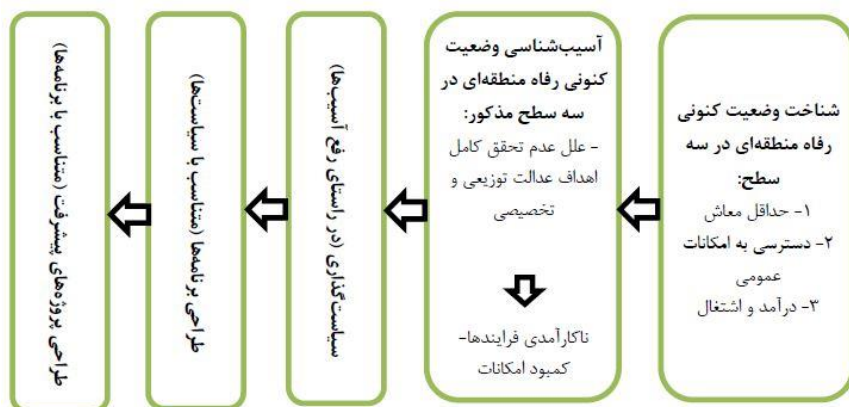 شناخت وضعیت کنونی
رفاه منطقه‌ای در سه
سطح:
۱- حداقل معاش
۲- دسترسی به امکانات
عمومی
۳- درآمد و اشتغال
آسیب‌شناسی وضعیت
کنونی رفاه منطقه‌ای در
سه سطح مذکور:
- علل عدم تحقق کامل
اهداف عدالت توزیعی و
تخصیصی
ناکارآمدی فرایندها-
کمبود امکانات
سیاست‌گذاری (در راستای رفع آسیب‌ها)
طراحی برنامه‌ها (متناسب با سیاست‌ها)
طراحی پروژه‌های پیشرفت (متناسب با برنامه‌ها)